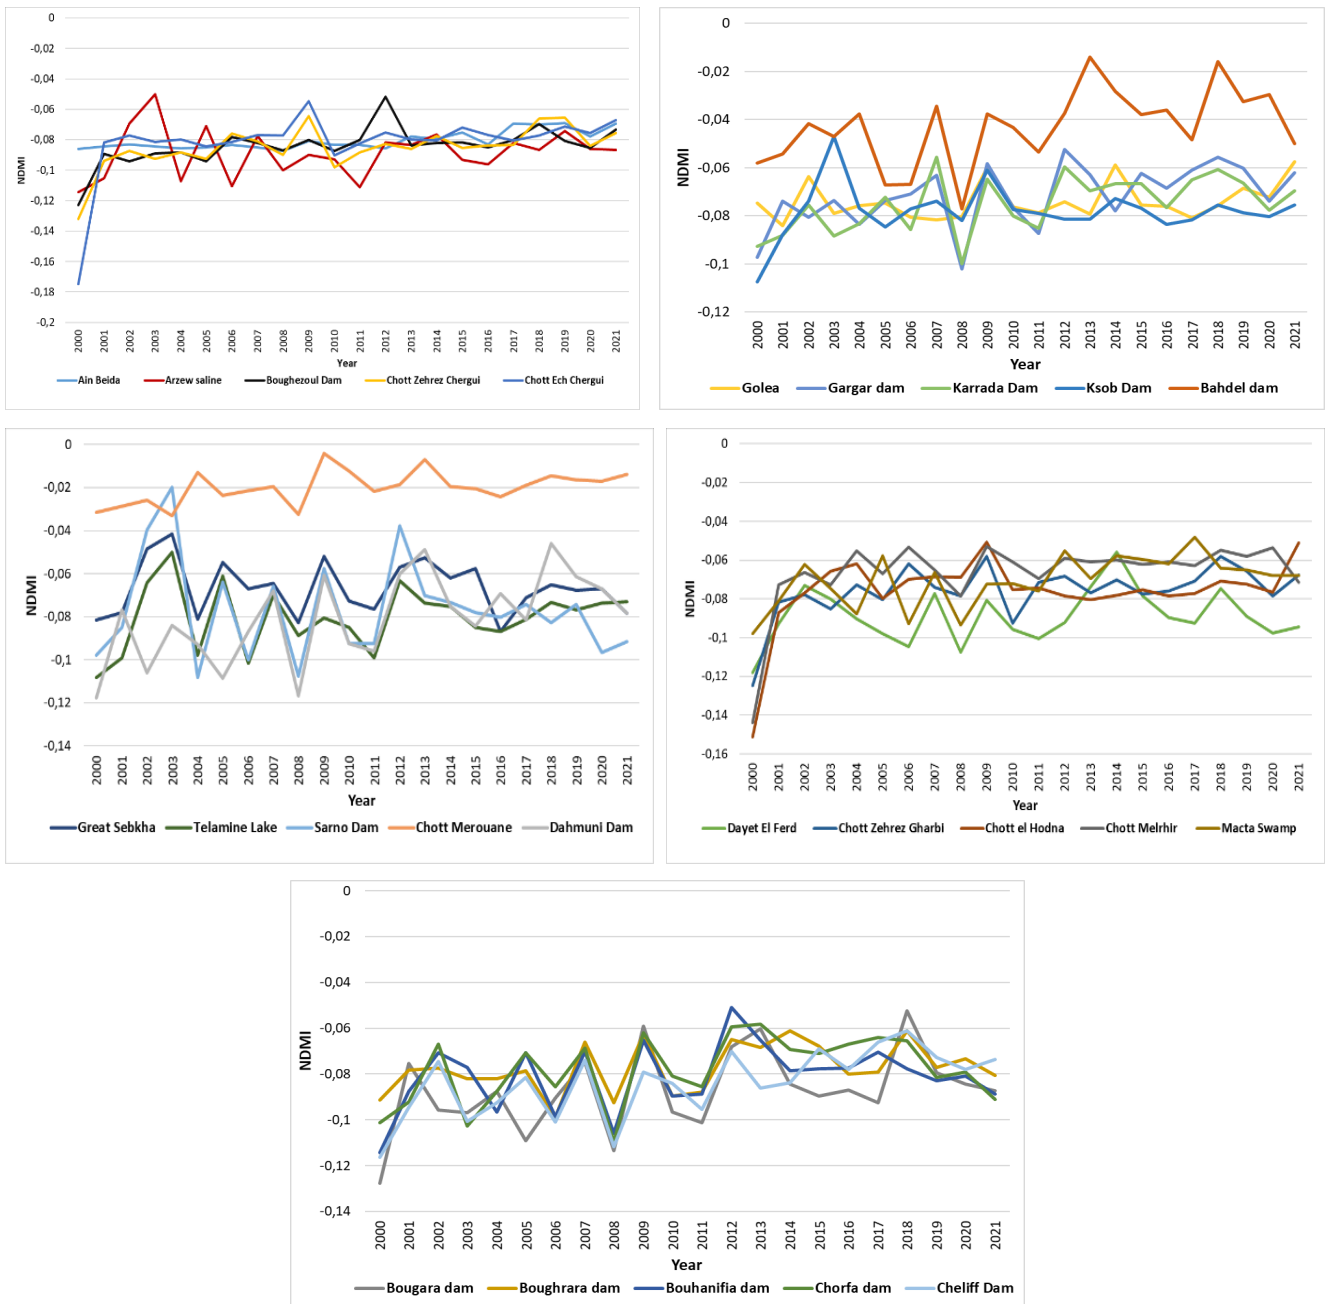 0
-0,02
-0,04
-0,06
-0,08
-0,1
-0,12
-0,14
-0,16
-0,18
-0,2
NDMI
2000 2001 2002 2003 2004 2005 2006 2007 2008 2009 2010 2011 2012 2013 2014 2015 2016 2017 2018 2019 2020 2021
Year
Ain Beida Arzew saline Boughezoul Dam Chott Zehrez Chergui Chott Ech Chergui
0
-0,02
-0,04
-0,06
-0,08
-0,1
-0,12
NDMI
2000 2001 2002 2003 2004 2005 2006 2007 2008 2009 2010 2011 2012 2013 2014 2015 2016 2017 2018 2019 2020 2021
Year
Golea Gargar dam Karrada Dam Ksob Dam Bahdel dam
0
-0,02
-0,04
-0,06
-0,08
-0,1
-0,12
-0,14
NDMI
2000 2001 2002 2003 2004 2005 2006 2007 2008 2009 2010 2011 2012 2013 2014 2015 2016 2017 2018 2019 2020 2021
Year
Great Sebkha Telamine Lake Sarno Dam Chott Merouane Dahmuni Dam
0
-0,02
-0,04
-0,06
-0,08
-0,1
-0,12
-0,14
-0,16
NDMI
2000 2001 2002 2003 2004 2005 2006 2007 2008 2009 2010 2011 2012 2013 2014 2015 2016 2017 2018 2019 2020 2021
Year
Dayet El Ferd Chott Zehrez Gharbi Chott el Hodna Chott Melrhir Macta Swamp
0
-0,02
-0,04
-0,06
-0,08
-0,1
-0,12
-0,14
NDMI
2000 2001 2002 2003 2004 2005 2006 2007 2008 2009 2010 2011 2012 2013 2014 2015 2016 2017 2018 2019 2020 2021
Year
Bougara dam Boughrara dam Bouhanifia dam Chorfa dam Cheliff Dam